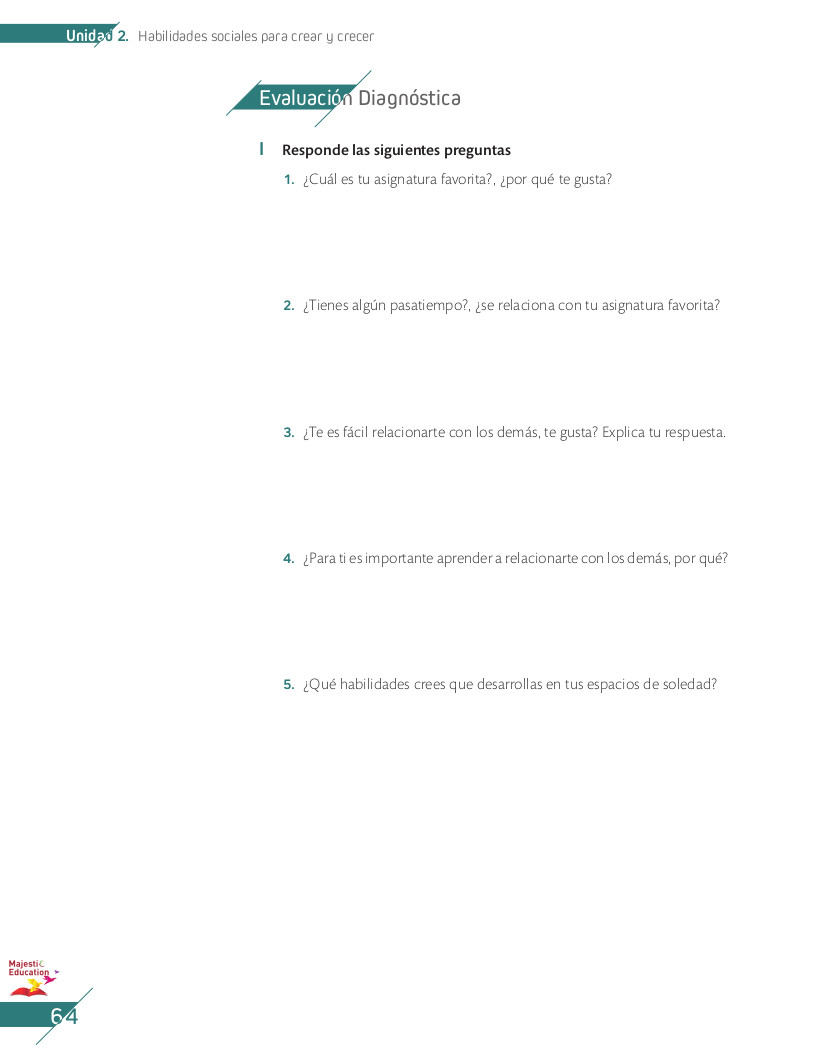 Unidad 2. Habilidades sociales para crear y crecer
Evaluación Diagnóstica
I Responde las siguientes preguntas
1. ¿Cuál es tu asignatura favorita?, ¿por qué te gusta?
2. ¿Tienes algún pasatiempo?, ¿se relaciona con tu asignatura favorita?
3. ¿Te es fácil relacionarte con los demás, te gusta? Explica tu respuesta.
4. ¿Para ti es importante aprender a relacionarte con los demás, por qué?
5. ¿Qué habilidades crees que desarrollas en tus espacios de soledad?
Majestic
Education
64